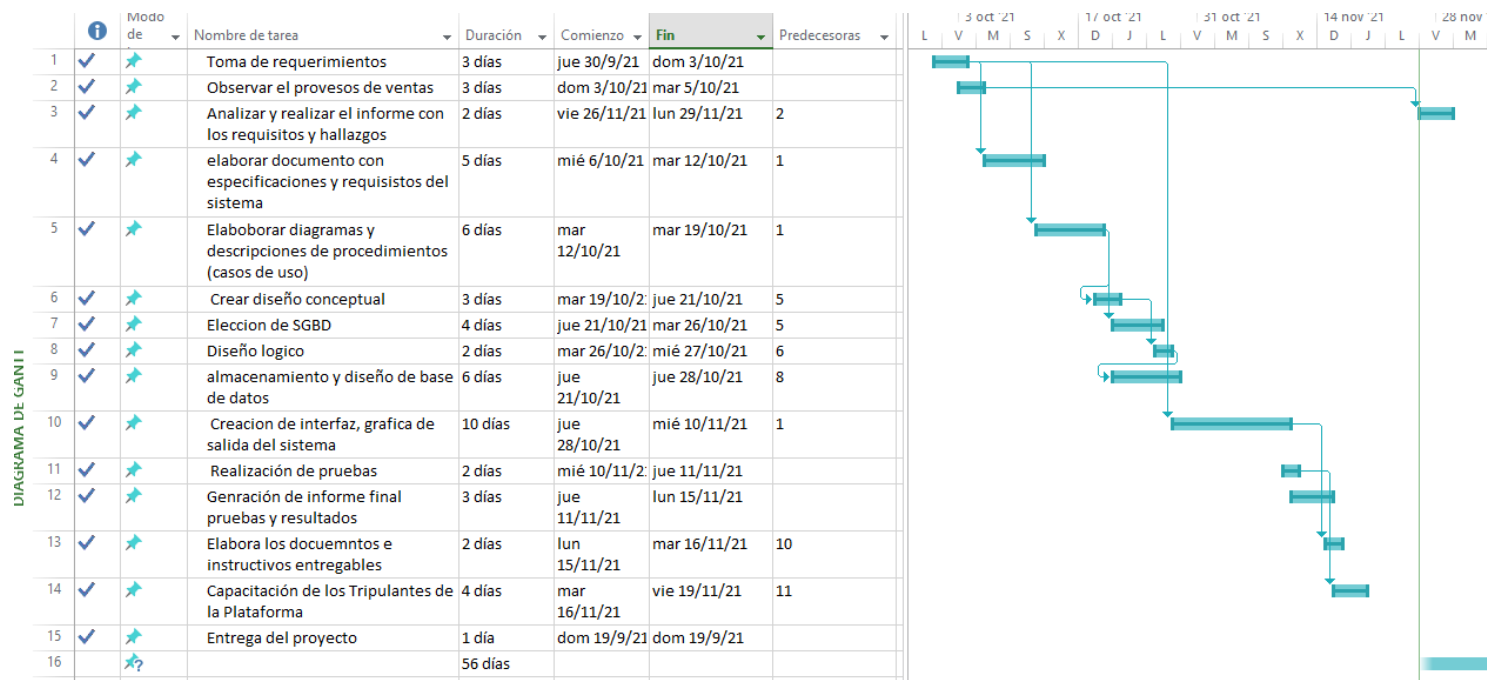 Modo
de
Nombre de tarea
Duración
Comienzo
Fin
Predecesoras
3 oct '21
17 oct '21
31 oct '21
14 nov '21
28 nov
L V M S X D J L V M S X D J L V M
1 Toma de requerimientos 3 días jue 30/9/21 dom 3/10/21
2 Observar el provesos de ventas 3 días dom 3/10/21 mar 5/10/21
3 Analizar y realizar el informe con 2 días vie 26/11/21 lun 29/11/21 2
los requisitos y hallazgos
4 elaborar documento con 5 días mié 6/10/21 mar 12/10/21 1
especificaciones y requisistos del
sistema
5 Elaboborar diagramas y 6 días mar mar 19/10/21 1
descripciones de procedimientos 12/10/21
(casos de uso)
6 Crear diseño conceptual 3 días mar 19/10/2 jue 21/10/21 5
7 Eleccion de SGBD 4 días jue 21/10/21 mar 26/10/21 5
8 Diseño logico 2 días mar 26/10/2 mié 27/10/21 6
9 almacenamiento y diseño de base 6 días jue jue 28/10/21 8
de datos 21/10/21
10 Creacion de interfaz, grafica de 10 días jue mié 10/11/21 1
salida del sistema 28/10/21
11 Realización de pruebas 2 días mié 10/11/2 jue 11/11/21
12 Genración de informe final 3 días jue lun 15/11/21
pruebas y resultados 11/11/21
13 Elabora los docuemntos e 2 días lun mar 16/11/21 10
instructivos entregables 15/11/21
14 Capacitación de los Tripulantes de 4 días mar vie 19/11/21 11
la Plataforma 16/11/21
15 Entrega del proyecto 1 día dom 19/9/21 dom 19/9/21
16 ? 56 días
DIAGRAMA DE GANTT